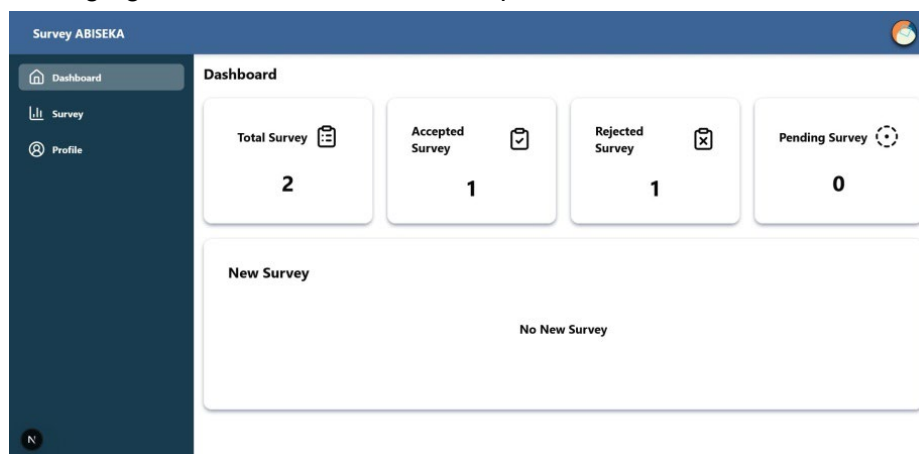 Survey ABISEKA
Dashboard
Survey
Profile
Dashboard
Total Survey
2
Accepted
Survey
1
Rejected
Survey
1
Pending Survey
0
New Survey
No New Survey
N